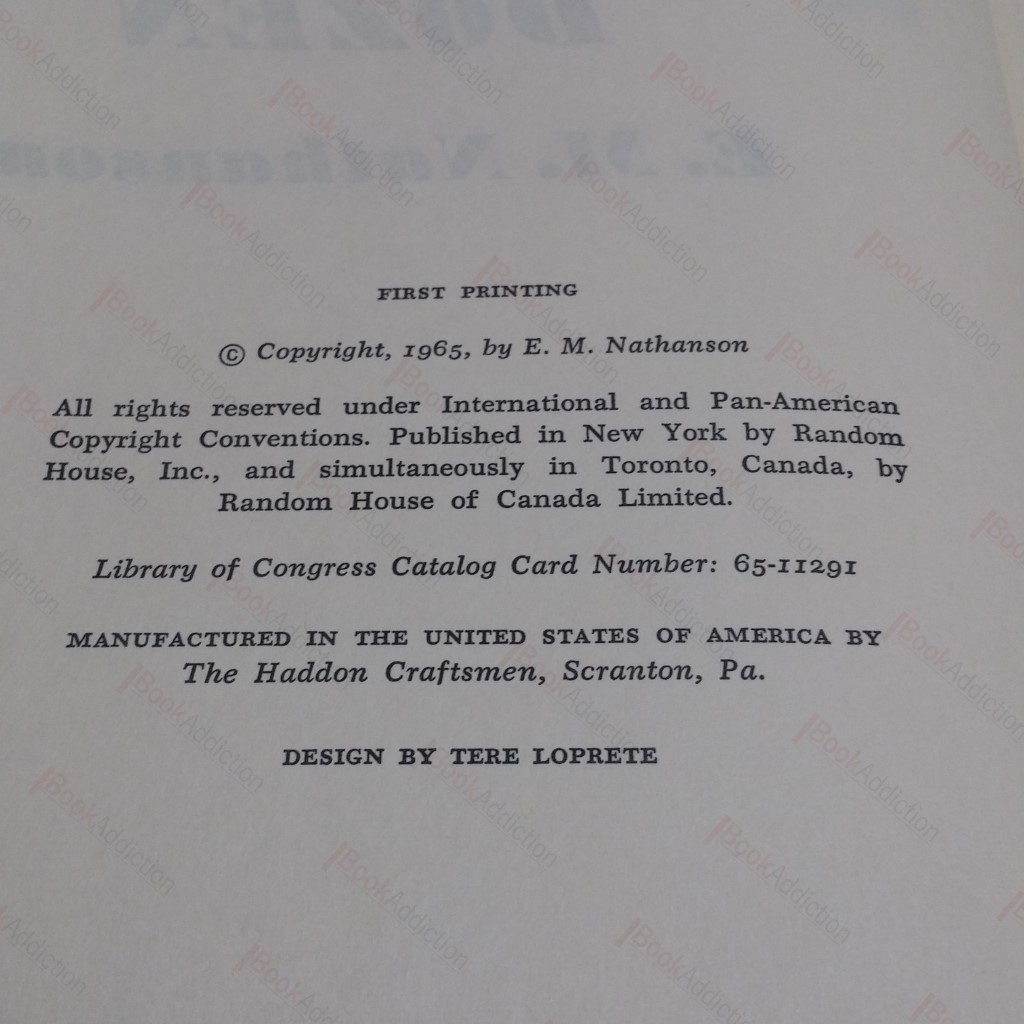 DOZEN
E. M. Nathanson
FIRST PRINTING
© Copyright, 1965, by E. M. Nathanson
All rights reserved under International and Pan-American
Copyright Conventions. Published in New York by Random
House, Inc., and simultaneously in Toronto, Canada, by
Random House of Canada Limited.
Library of Congress Catalog Card Number: 65-11291
MANUFACTURED IN THE UNITED STATES OF AMERICA BY
The Haddon Craftsmen, Scranton, Pa.
DESIGN BY TERE LOPRETE
BookAddiction